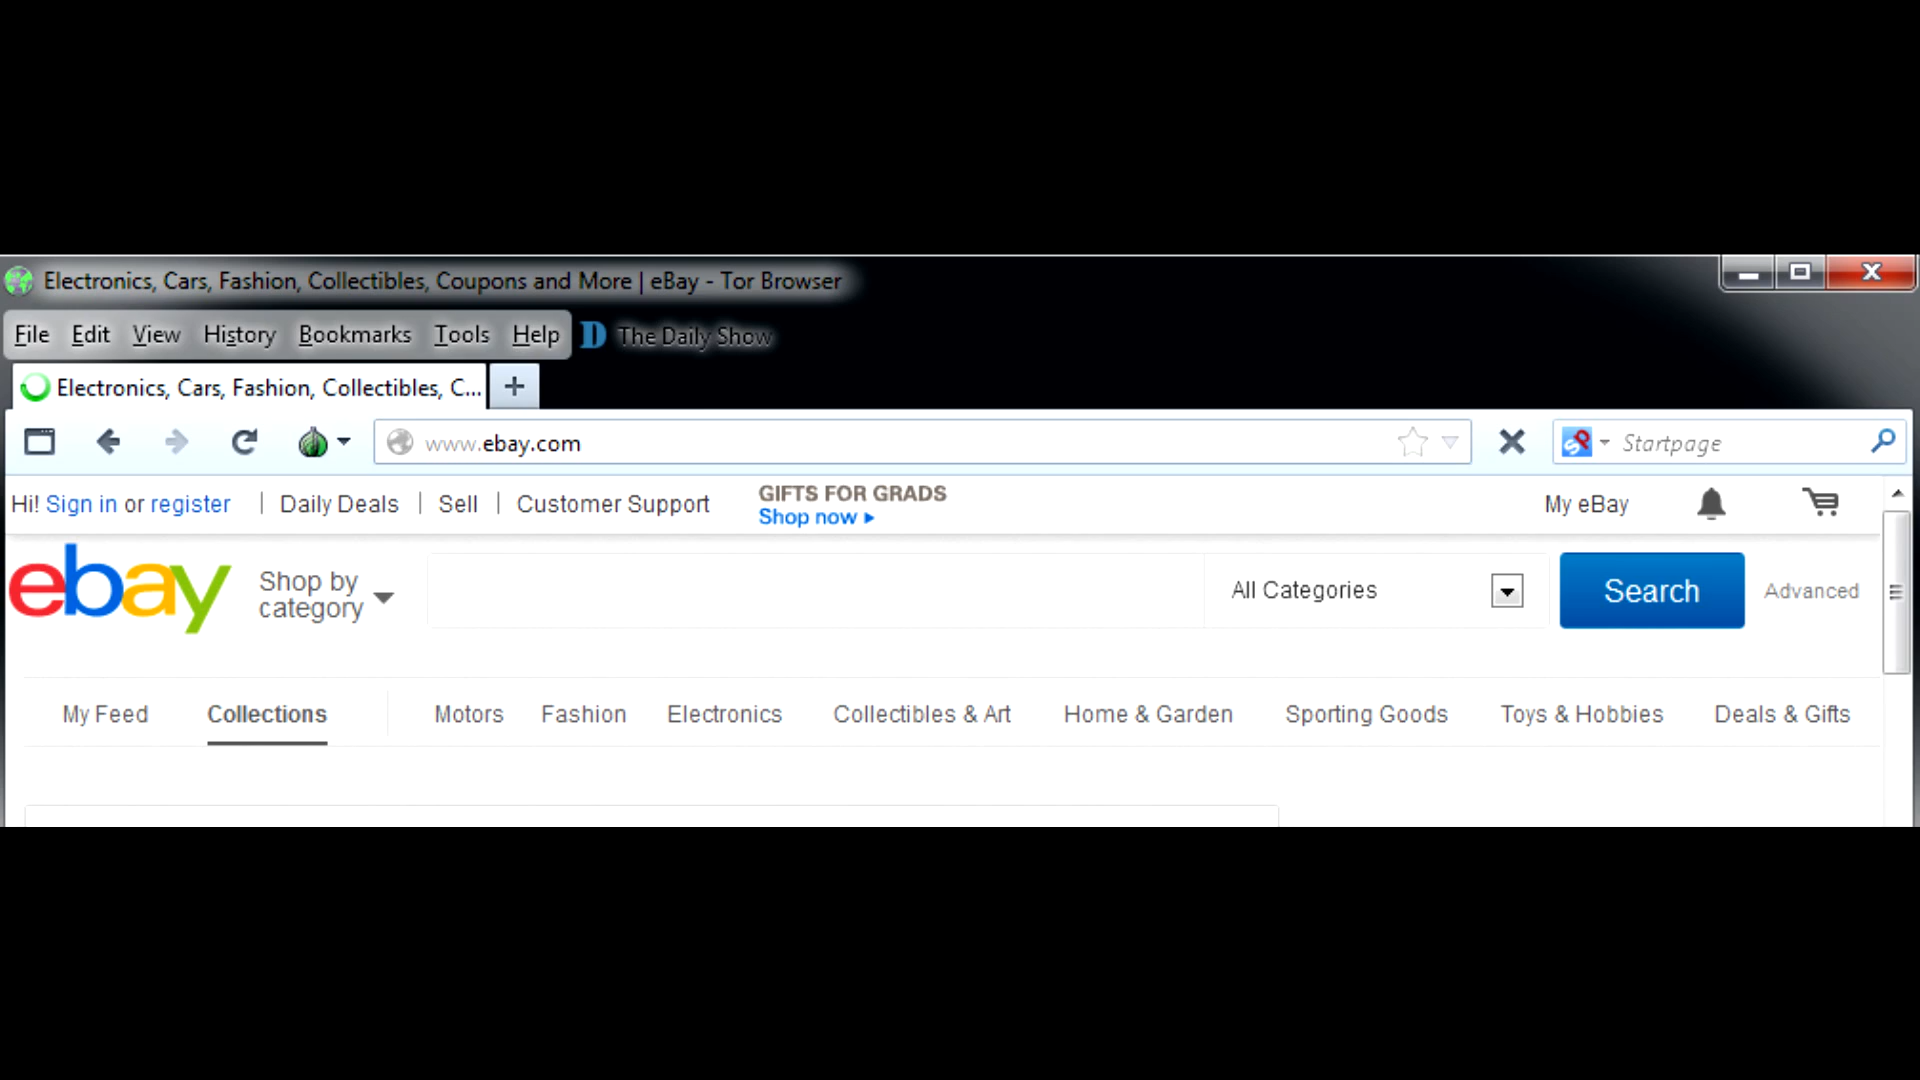 Electronics, Cars, Fashion, Collectibles, Coupons and More | eBay - Tor Browser
File Edit View History Bookmarks Tools Help D The Daily Show
Electronics, Cars, Fashion, Collectibles, C... +
www.ebay.com Startpage
Hi! Sign in or register | Daily Deals | Sell | Customer Support
GIFTS FOR GRADS
Shop now
My eBay
ebay
Shop by
category
All Categories
Search
Advanced
My Feed Collections Motors Fashion Electronics Collectibles & Art Home & Garden Sporting Goods Toys & Hobbies Deals & Gifts